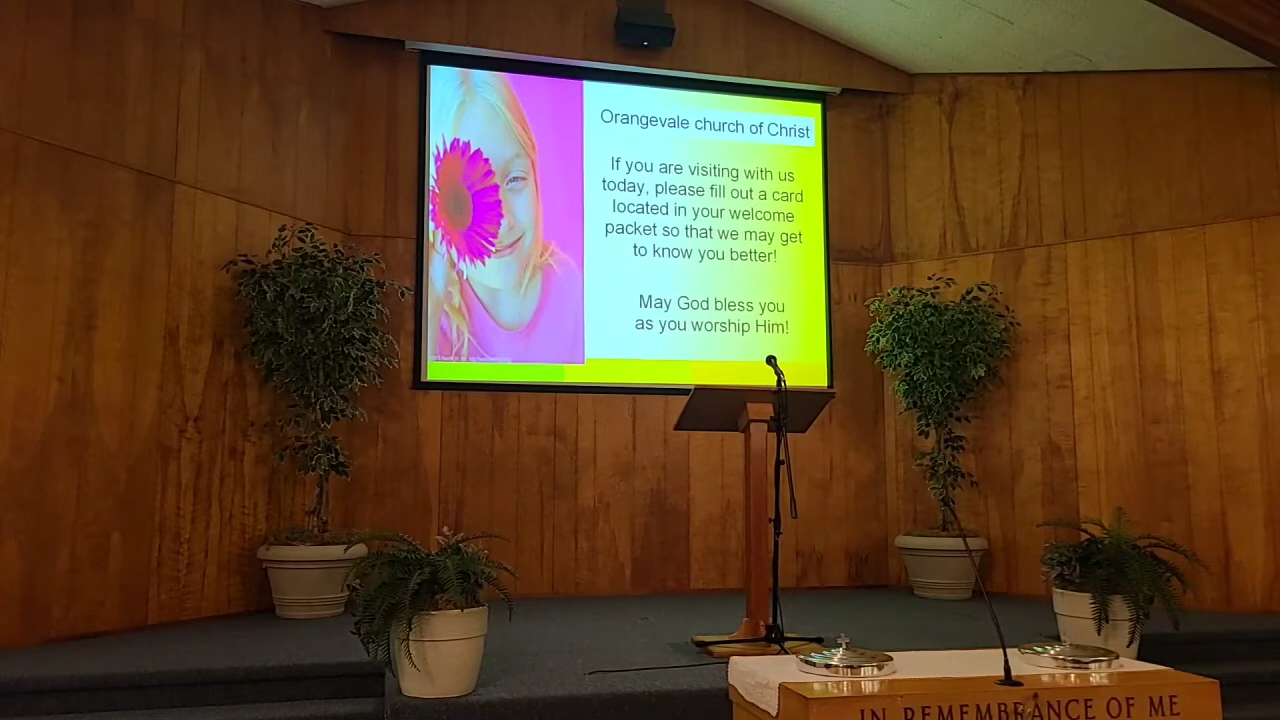 Orangevale church of Christ
If you are visiting with us
today, please fill out a card
located in your welcome
packet so that we may get
to know you better!
May God bless you
as you worship Him!
IN REMEMBRANCE OF ME